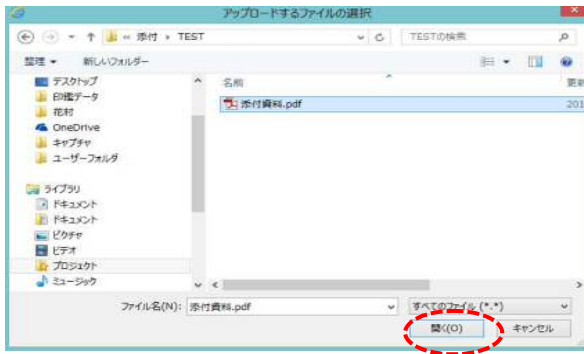 アップロードするファイルの選択
« 添付 › TEST
TESTの検索
整理
新しいフォルダー
デスクトップ
印鑑データ
花村
OneDrive
キャプチャ
ユーザーフォルダ
ライブラリ
ドキュメント
ドキュメント
ピクチャ
ビデオ
プロジェクト
ミュージック
名前
更新
添付資料.pdf
201
ファイル名(N):
添付資料.pdf
すべてのファイル (*.*)
開く(O)
キャンセル